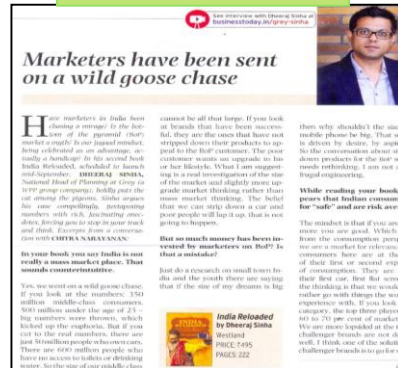 See interview with Dheeraj Sinha at
businesstoday.in/grey-sinha
Marketers have been sent
on a wild goose chase
Have marketers in India been
chasing a mirage? Is the bot-
tom of the pyramid (BoP)
market a myth? Is our jugaad mindset,
being celebrated as an advantage, ac-
tually a handicap? In his second book
India Reloaded, scheduled to launch
mid-September, DHEERAJ SINHA,
National Head of Planning at Grey (a
WPP group company), boldly puts the
cat among the pigeons. Sinha argues
his case compellingly, juxtaposing
numbers with rich, fascinating anec-
dotes, forcing you to stop in your track
and think. Excerpts from a conversa-
tion with CHITRA NARAYANAN:
In your book you say India is not
really a mass market place. That
sounds counterintuitive.
Yes, we went on a wild goose chase.
If you look at the numbers: 350
million middle-class consumers,
500 million under the age of 25 –
big numbers were thrown, which
kicked up the euphoria. But if you
cut to the real numbers, there are
just 50 million people who own cars.
There are 600 million people who
have no access to toilets or drinking
water. So the size of our middle class
cannot be all that large. If you look
at brands that have been success-
ful, they are the ones that have not
stripped down their products to ap-
peal to the BoP customer. The poor
customer wants an upgrade to his
or her lifestyle. What I am suggest-
ing is a real investigation of the size
of the market and slightly more up-
grade market thinking rather than
mass market thinking. The belief
that we strip down a car and
poor people will lap it up, that is not
going to happen.
But so much money has been in-
vested by marketers on BoP? Is
that a mistake?
Just do a research on small town In-
dia and the youth there are saying
that if the size of my dreams is big
India Reloaded
by Dheeraj Sinha
Westland
PRICE: ₹495
PAGES: 222
then why shouldn't the
mobile phone be big. That
is driven by desire, by
So the conversation about
down products for the
needs rethinking. I am not
frugal engineering.
While reading your book
pears that Indian
for "safe" and are risk
The mindset is that if you are
more you are good. Which
from the consumption
we are a market for
consumers here are at the
of their first or second
of consumption. They are
their first car, first flat
the thinking is that we would
rather go with things the
experience with. If you look
category, the top three
60 to 70 per cent of
We are more lopsided at the
challenger brands are not
well. I think one of the
challenger brands is to go for